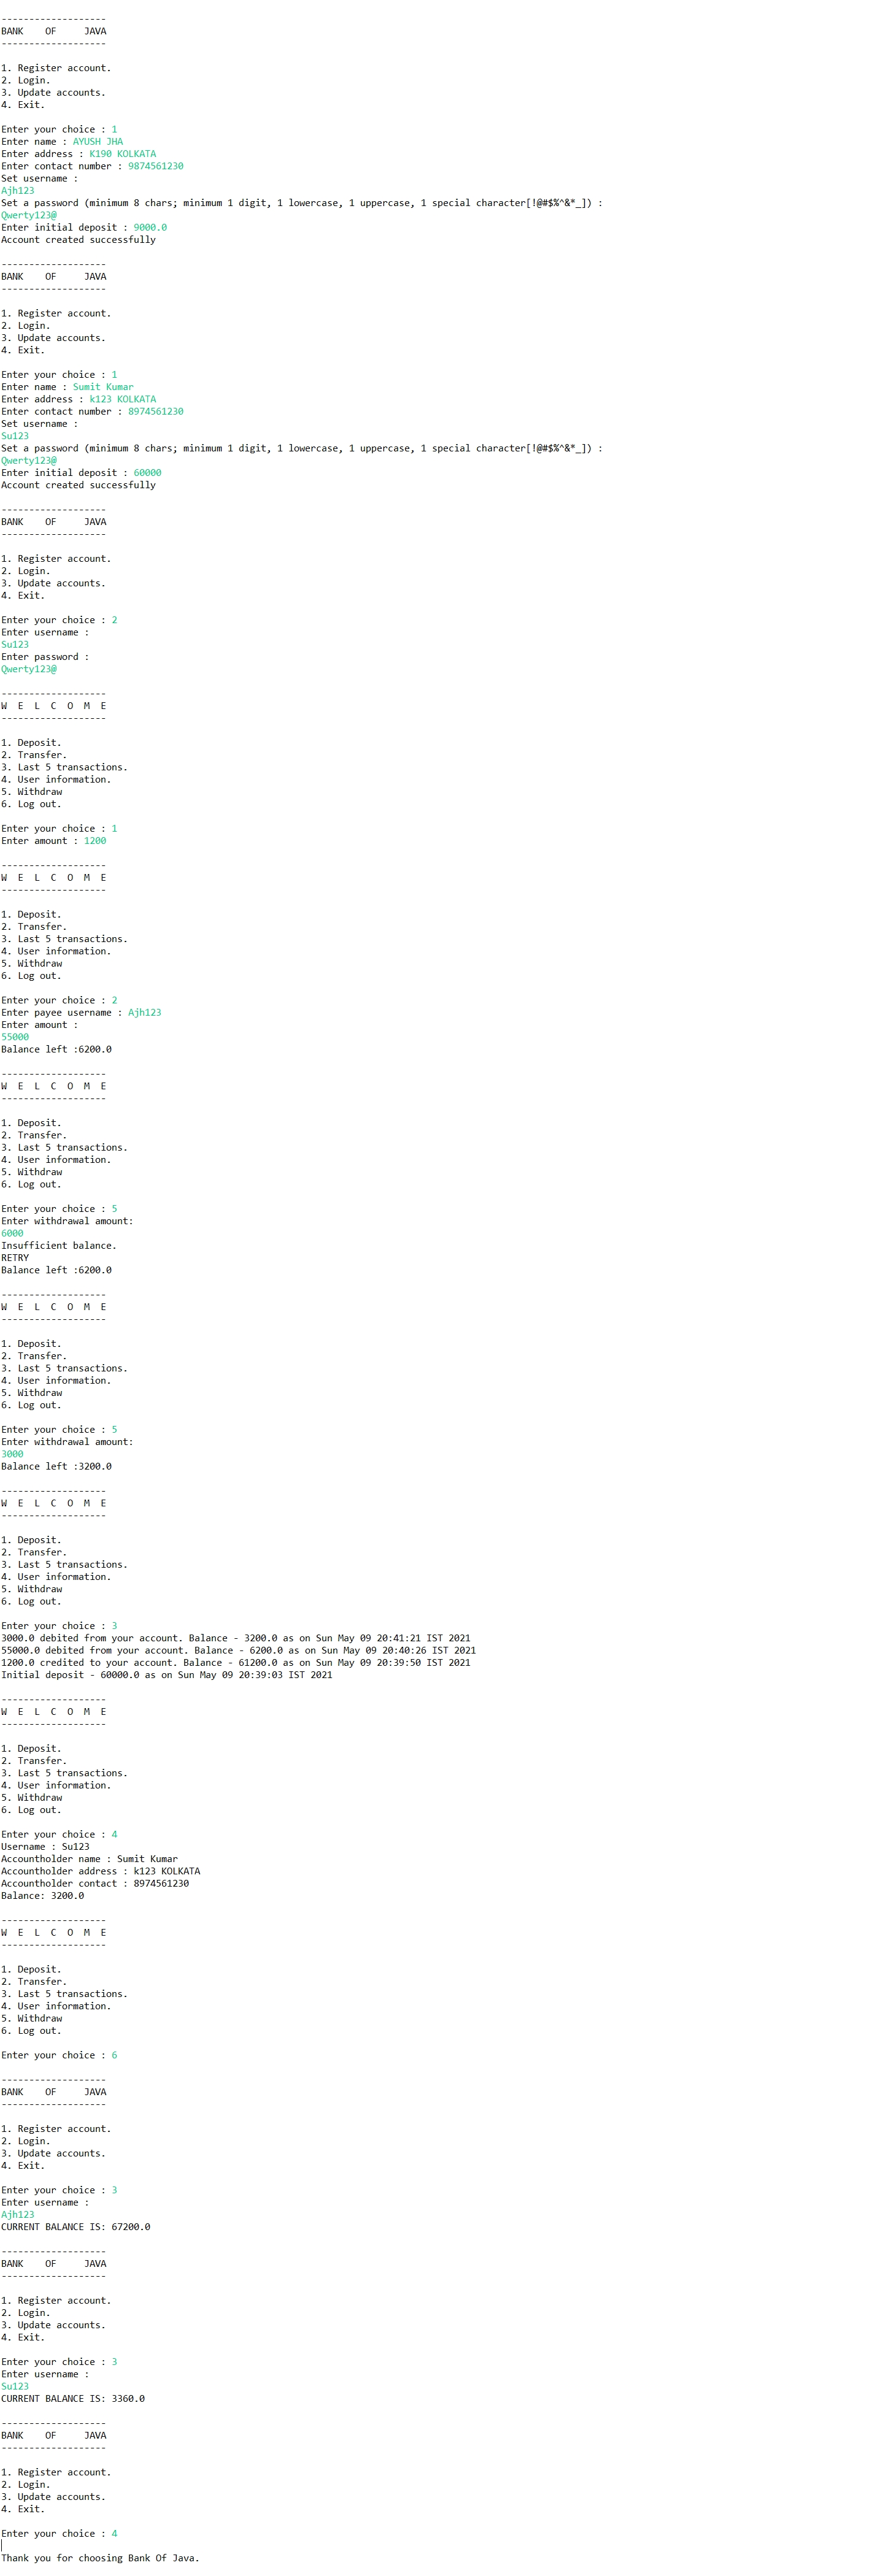 -------------------
BANK    OF     JAVA
-------------------
1. Register account.
2. Login.
3. Update accounts.
4. Exit.
Enter your choice : 1
Enter name : AYUSH JHA
Enter address : K190 KOLKATA
Enter contact number : 9874561230
Set username :
Ajh123
Set a password (minimum 8 chars; minimum 1 digit, 1 lowercase, 1 uppercase, 1 special character[!@#$%^&*_]) :
Qwerty123@
Enter initial deposit : 9000.0
Account created successfully
-------------------
BANK    OF     JAVA
-------------------
1. Register account.
2. Login.
3. Update accounts.
4. Exit.
Enter your choice : 1
Enter name : Sumit Kumar
Enter address : k123 KOLKATA
Enter contact number : 8974561230
Set username :
Su123
Set a password (minimum 8 chars; minimum 1 digit, 1 lowercase, 1 uppercase, 1 special character[!@#$%^&*_]) :
Qwerty123@
Enter initial deposit : 60000
Account created successfully
-------------------
BANK    OF     JAVA
-------------------
1. Register account.
2. Login.
3. Update accounts.
4. Exit.
Enter your choice : 2
Enter username :
Su123
Enter password :
Qwerty123@
-------------------
W  E  L  C  O  M  E
-------------------
1. Deposit.
2. Transfer.
3. Last 5 transactions.
4. User information.
5. Withdraw
6. Log out.
Enter your choice : 1
Enter amount : 1200
-------------------
W  E  L  C  O  M  E
-------------------
1. Deposit.
2. Transfer.
3. Last 5 transactions.
4. User information.
5. Withdraw
6. Log out.
Enter your choice : 2
Enter payee username : Ajh123
Enter amount :
55000
Balance left :6200.0
-------------------
W  E  L  C  O  M  E
-------------------
1. Deposit.
2. Transfer.
3. Last 5 transactions.
4. User information.
5. Withdraw
6. Log out.
Enter your choice : 5
Enter withdrawal amount:
6000
Insufficient balance.
RETRY
Balance left :6200.0
-------------------
W  E  L  C  O  M  E
-------------------
1. Deposit.
2. Transfer.
3. Last 5 transactions.
4. User information.
5. Withdraw
6. Log out.
Enter your choice : 5
Enter withdrawal amount:
3000
Balance left :3200.0
-------------------
W  E  L  C  O  M  E
-------------------
1. Deposit.
2. Transfer.
3. Last 5 transactions.
4. User information.
5. Withdraw
6. Log out.
Enter your choice : 3
3000.0 debited from your account. Balance - 3200.0 as on Sun May 09 20:41:21 IST 2021
55000.0 debited from your account. Balance - 6200.0 as on Sun May 09 20:40:26 IST 2021
1200.0 credited to your account. Balance - 61200.0 as on Sun May 09 20:39:50 IST 2021
Initial deposit - 60000.0 as on Sun May 09 20:39:03 IST 2021
-------------------
W  E  L  C  O  M  E
-------------------
1. Deposit.
2. Transfer.
3. Last 5 transactions.
4. User information.
5. Withdraw
6. Log out.
Enter your choice : 4
Username : Su123
Accountholder name : Sumit Kumar
Accountholder address : k123 KOLKATA
Accountholder contact : 8974561230
Balance: 3200.0
-------------------
W  E  L  C  O  M  E
-------------------
1. Deposit.
2. Transfer.
3. Last 5 transactions.
4. User information.
5. Withdraw
6. Log out.
Enter your choice : 6
-------------------
BANK    OF     JAVA
-------------------
1. Register account.
2. Login.
3. Update accounts.
4. Exit.
Enter your choice : 3
Enter username :
Ajh123
CURRENT BALANCE IS: 67200.0
-------------------
BANK    OF     JAVA
-------------------
1. Register account.
2. Login.
3. Update accounts.
4. Exit.
Enter your choice : 3
Enter username :
Su123
CURRENT BALANCE IS: 3360.0
-------------------
BANK    OF     JAVA
-------------------
1. Register account.
2. Login.
3. Update accounts.
4. Exit.
Enter your choice : 4
Thank you for choosing Bank Of Java.